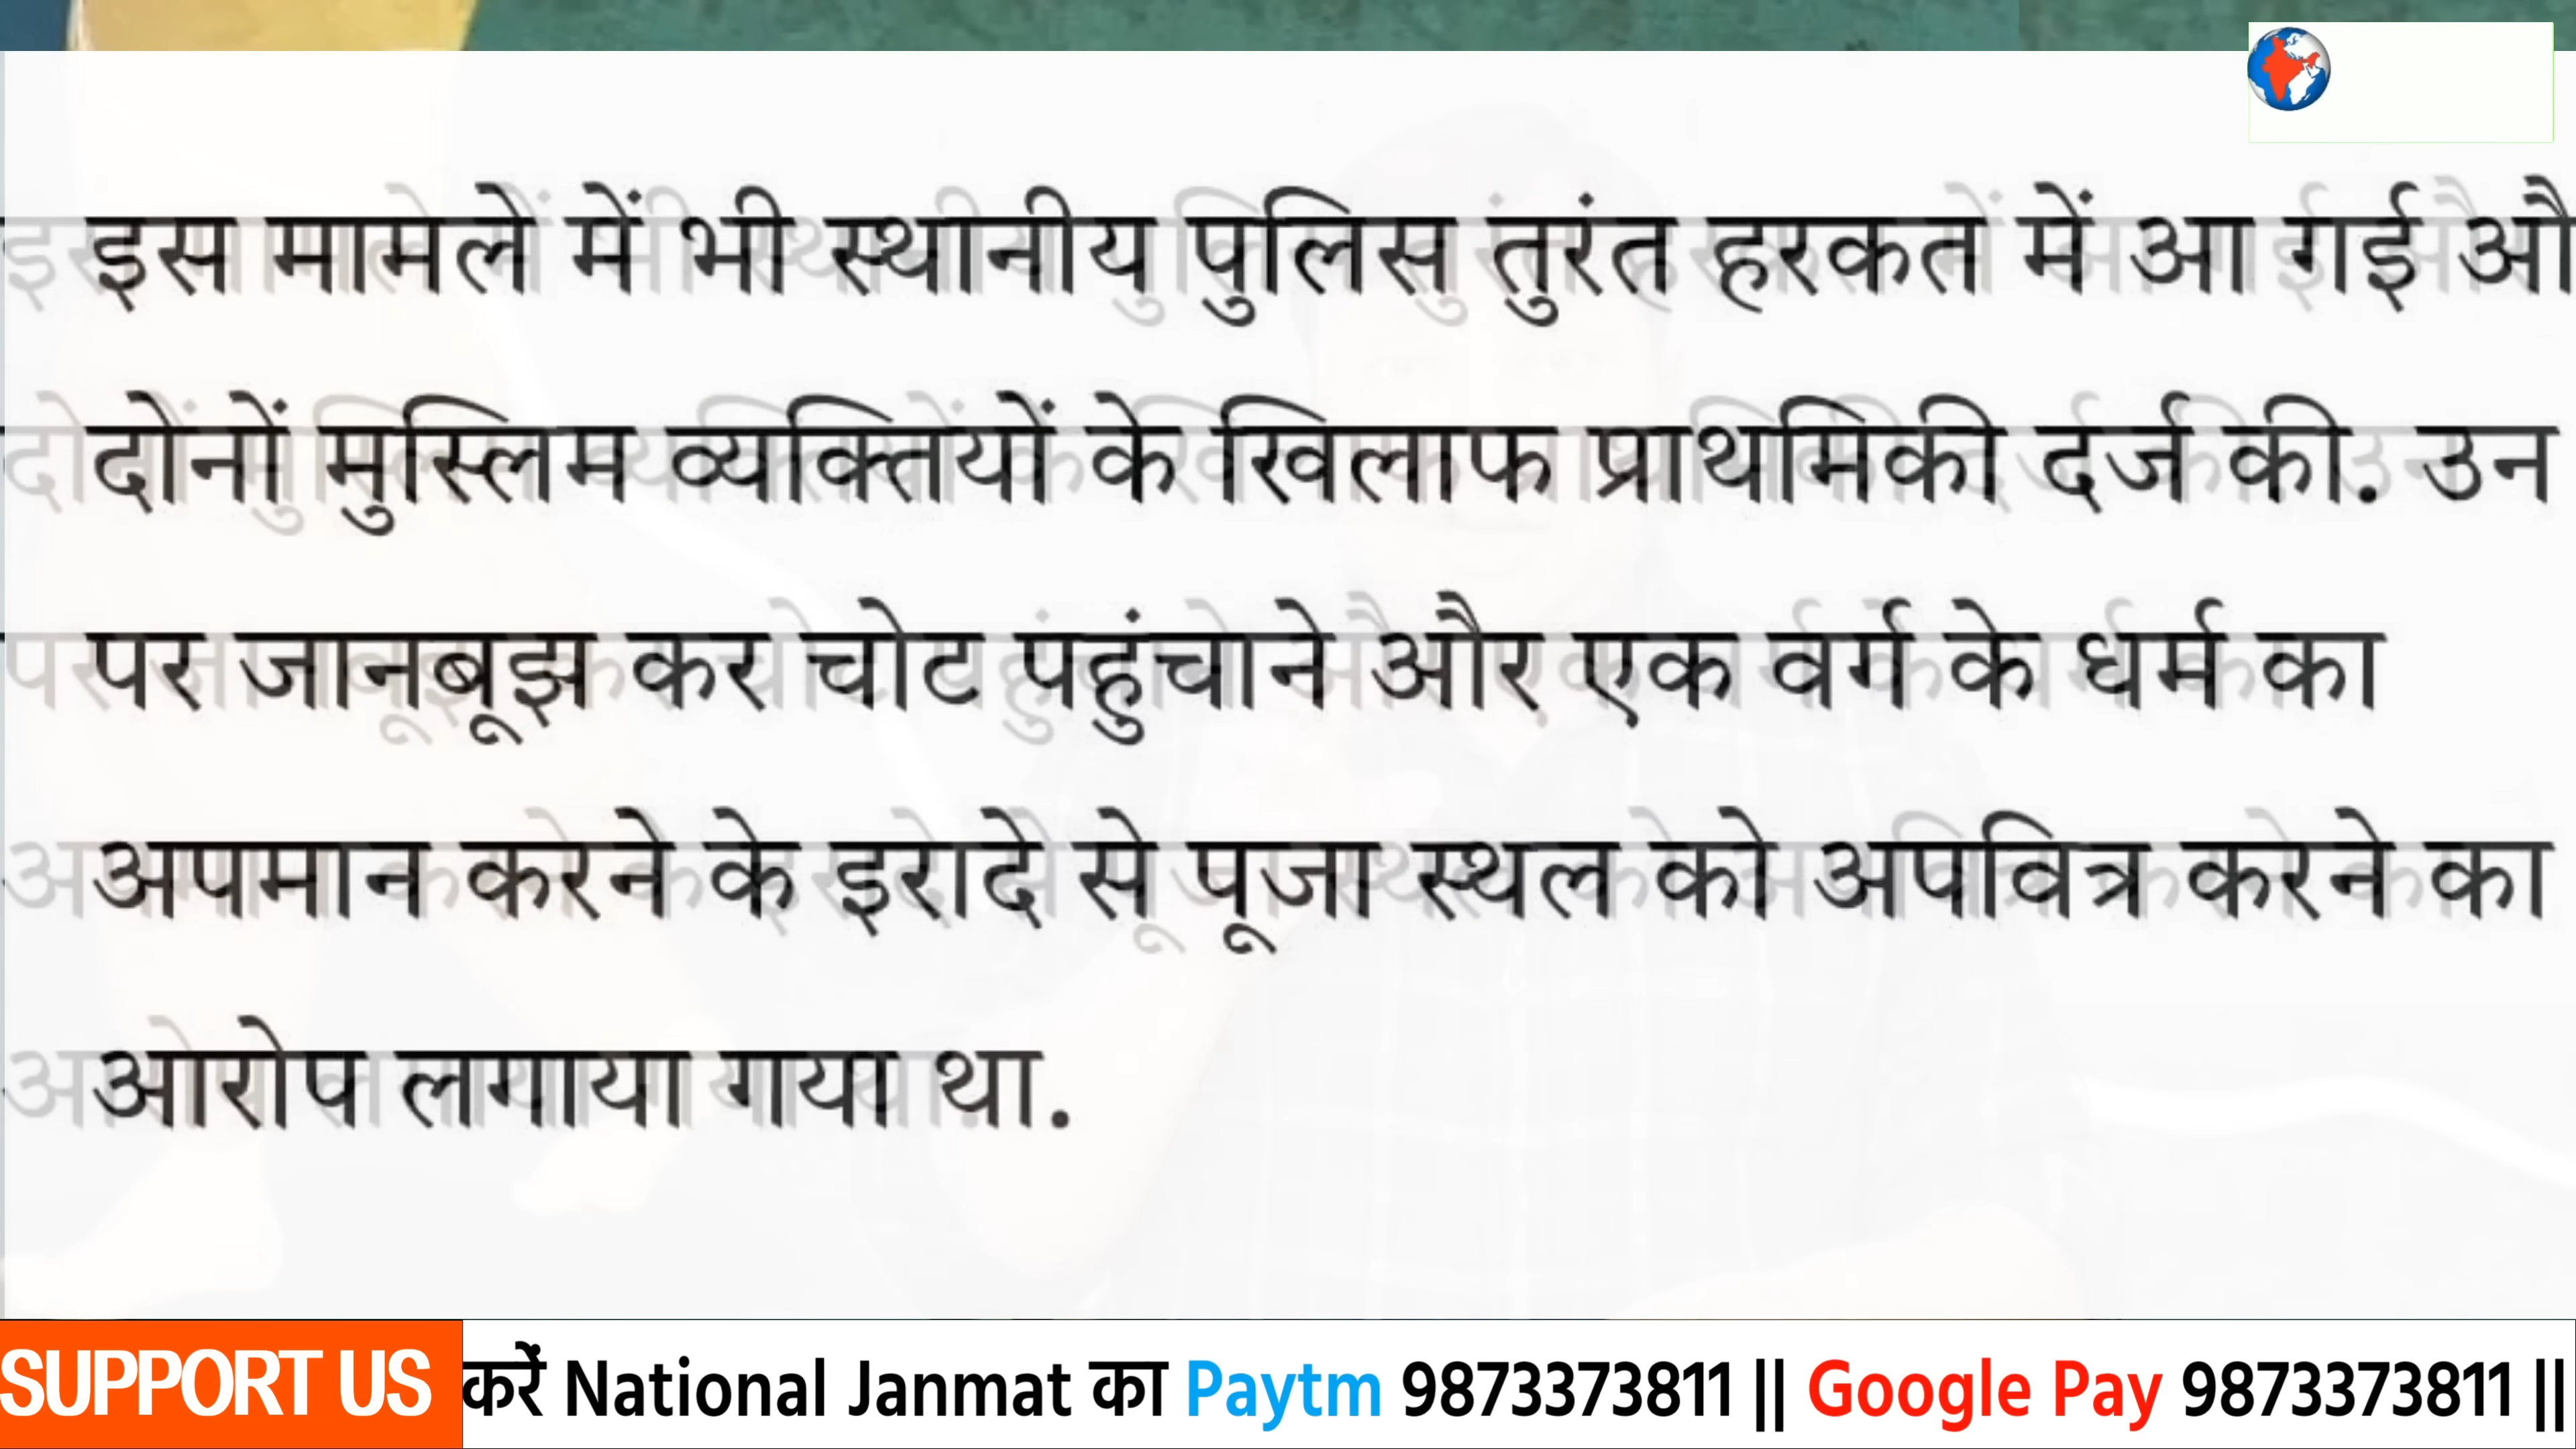 इस मामले में भी स्थानीय पुलिस तुरंत हरकत में आ गई औ
दोनों मुस्लिम व्यक्तियों के खिलाफ प्राथमिकी दर्ज की. उन
पर जानबूझ कर चोट पहुंचाने और एक वर्ग के धर्म का
अपमान करने के इरादे से पूजा स्थल को अपवित्र करने का
आरोप लगाया गया था.
SUPPORT US करें National Janmat का Paytm 9873373811 || Google Pay 9873373811 ||